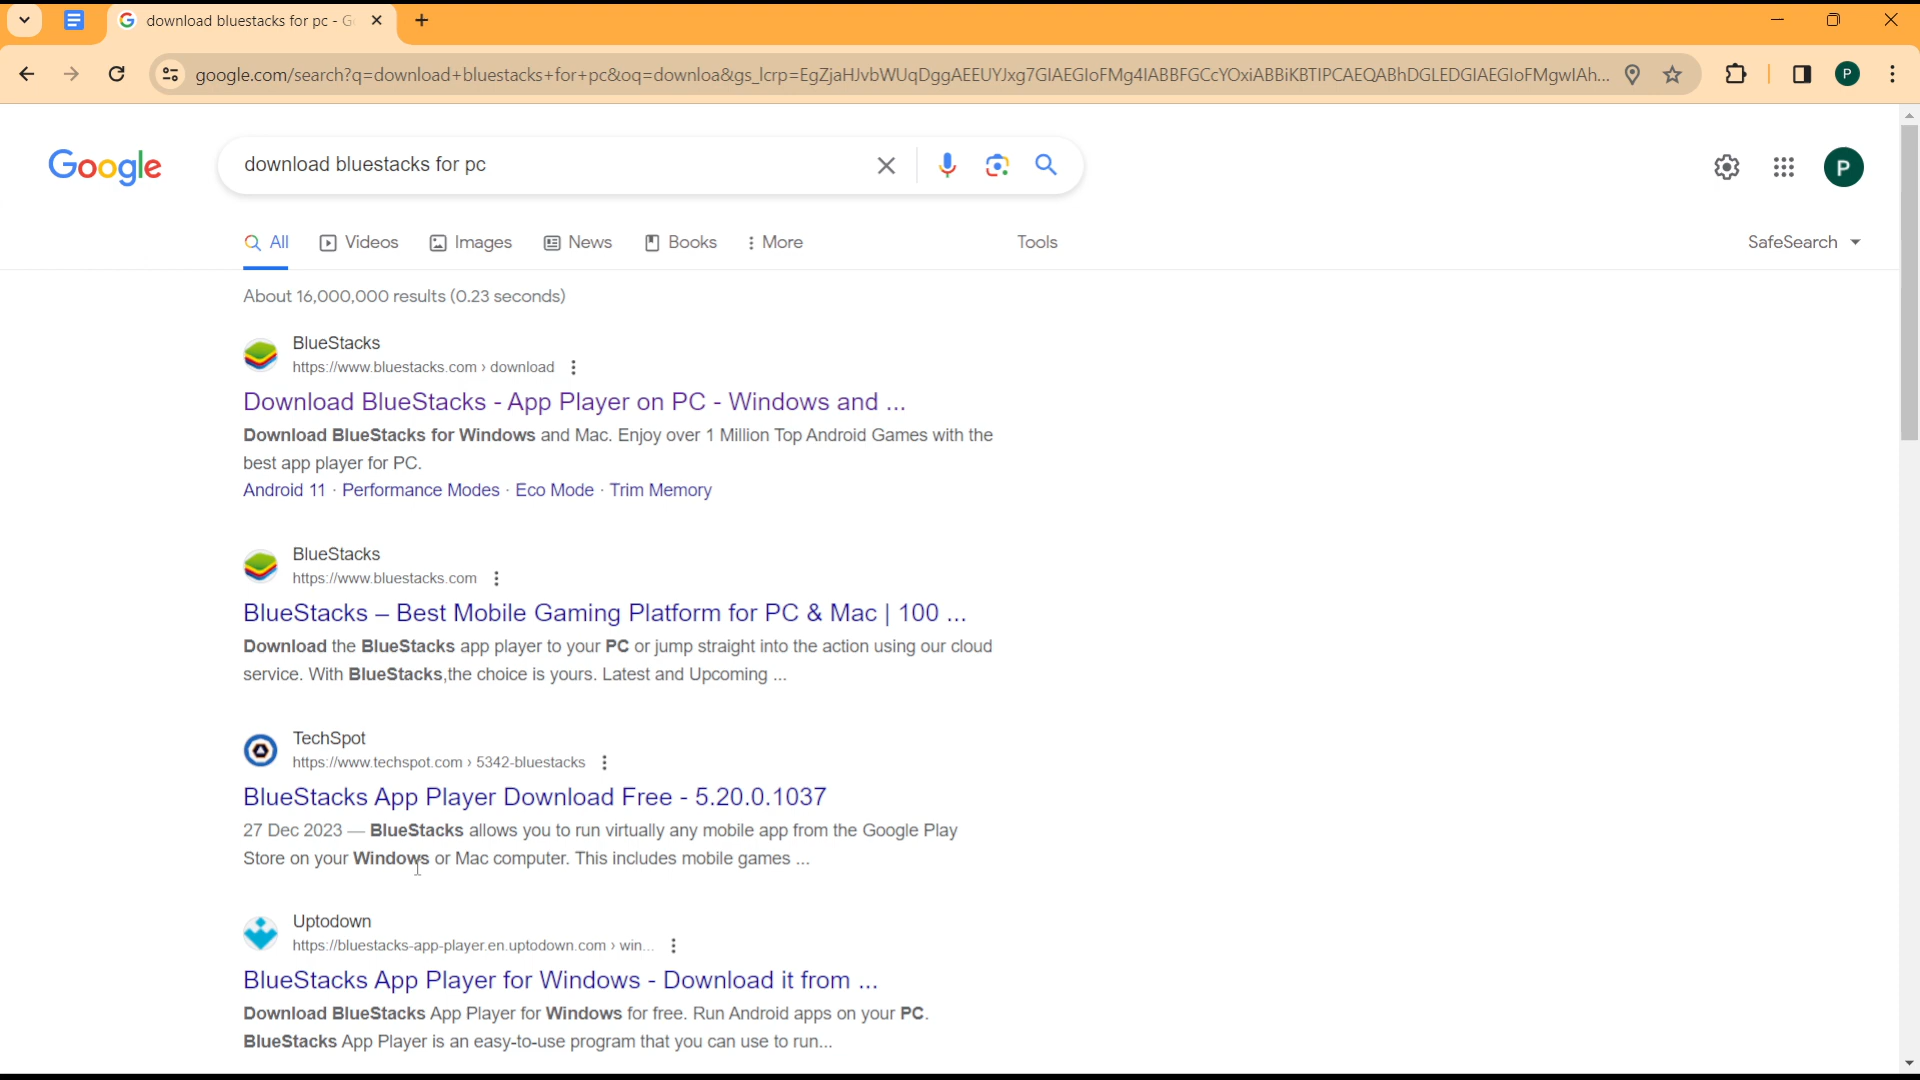 download bluestacks for pc - G
google.com/search?q=download+bluestacks+for+pc&oq=downloa&gs_lcrp=EgZjaHJvbWUqDggAEEUYJxg7GIAEGIoFMg4IABBFGCcYOxiABBiKBTIPCAEQABhDGLEDGIAEGIoFMgwIAh...
P
Google
download bluestacks for pc
P
All
Videos
Images
News
Books
More
Tools
SafeSearch
About 16,000,000 results (0.23 seconds)
BlueStacks
https://www.bluestacks.com › download
Download BlueStacks - App Player on PC - Windows and ...
Download BlueStacks for Windows and Mac. Enjoy over 1 Million Top Android Games with the
best app player for PC.
Android 11 · Performance Modes · Eco Mode · Trim Memory
BlueStacks
https://www.bluestacks.com
BlueStacks – Best Mobile Gaming Platform for PC & Mac | 100 ...
Download the BlueStacks app player to your PC or jump straight into the action using our cloud
service. With BlueStacks,the choice is yours. Latest and Upcoming ...
TechSpot
https://www.techspot.com › 5342-bluestacks
BlueStacks App Player Download Free - 5.20.0.1037
27 Dec 2023 — BlueStacks allows you to run virtually any mobile app from the Google Play
Store on your Windows or Mac computer. This includes mobile games ...
Uptodown
https://bluestacks-app-player.en.uptodown.com › win...
BlueStacks App Player for Windows - Download it from ...
Download BlueStacks App Player for Windows for free. Run Android apps on your PC.
BlueStacks App Player is an easy-to-use program that you can use to run...